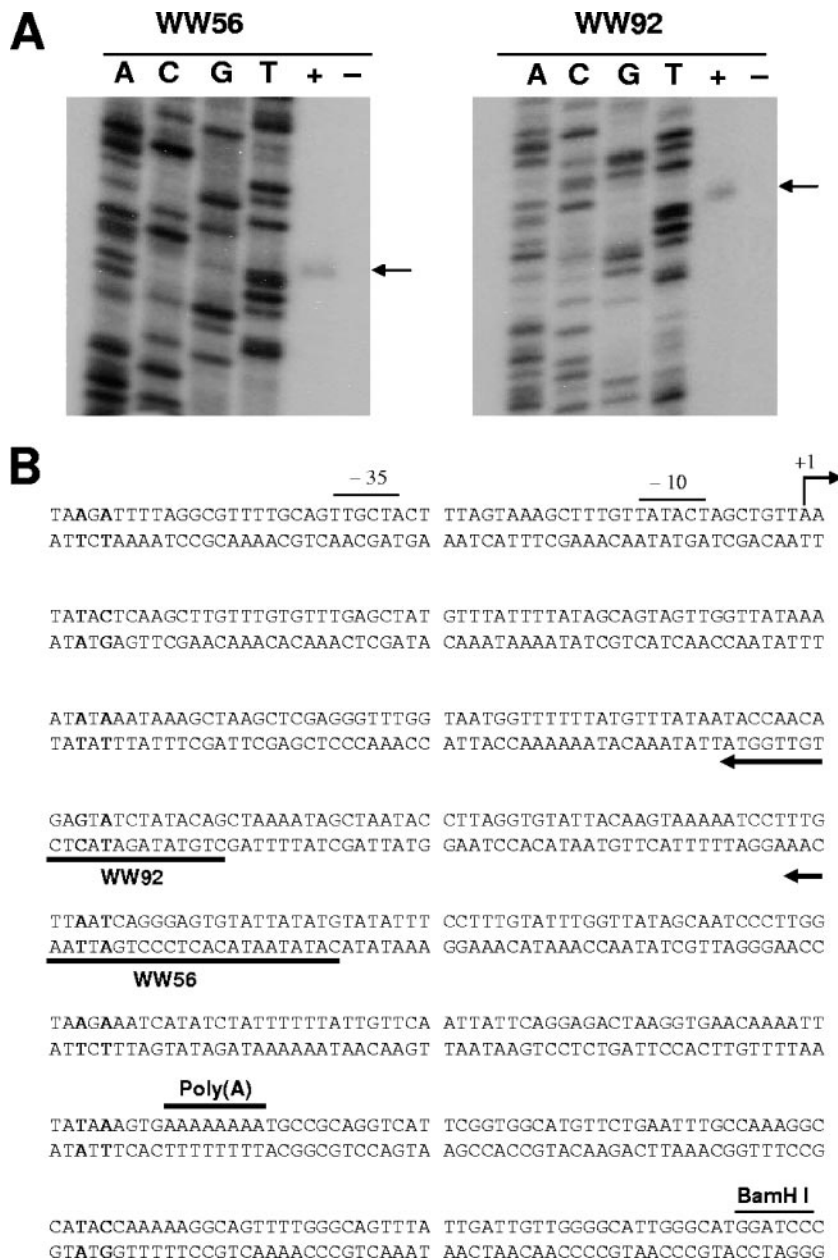 A
WW56 WW92
A C G T + – A C G T + –
B
– 35 – 10 +1
TAAGATTTTAGGCGTTTTGCAGTTGCTACT TTAGTAAAGCTTTGTTATACTAGCTGTTAA
ATTCTAAAATCCGCAAAACGTCAACGATGA AATCATTTCGAAACAATATGATCGACAATT
TATACTCAAGCTTGTTTGTGTTTGAGCTAT GTTTATTTTATAGCAGTAGTTGGTTATAAA
ATATGAGTTCGAACAAACACAAACTCGATA CAAATAAAATATCGTCATCAACCAATATTT
ATATAAATAAAGCTAAGCTCGAGGGTTTGG TAATGGTTTTTTATGTTTATAATACCAACA
TATATTTATTTCGATTCGAGCTCCCAAACC ATTACCAAAAAATACAAATATTATGGTTGT
GAGTATCTATACAGCTAAAATAGCTAATAC CTTAGGTGTATTACAAGTAAAAATCCTTTG
CTCATAGATATGTCGATTTTATCGATTATG GAATCCACATAATGTTCATTTTTAGGAAAC
WW92
TTAATCAGGGAGTGTATTATATGTATATTT CCTTTGTATTTGGTTATAGCAATCCCTTGG
AATTAGTCCCTCACATAATATACATATAAA GGAAACATAAACCAATATCGTTAGGGAACC
WW56
TAAGAAATCATATCTATTTTTTATTGTTCA ATTATTCAGGAGACTAAGGTGAACAAAATT
ATTCTTTAGTATAGATAAAAAATAACAAGT TAATAAGTCCTCTGATTCCACTTGTTTTAA
Poly(A)
TATAAAGTGAAAAAAAATGCCGCAGGTCAT TCGGTGGCATGTTCTGAATTTGCCAAAGGC
ATATTTCACTTTTTTTTACGGCGTCCAGTA AGCCACCGTACAAGACTTAAACGGTTTCCG
BamH I
CATACCAAAAAGGCAGTTTTGGGCAGTTTA TTGATTGTTGGGGCATTGGGCATGGATCCC
GTATGGTTTTTCCGTCAAAACCCGTCAAAT AACTAACAACCCCGTAACCCGTACCTAGGG